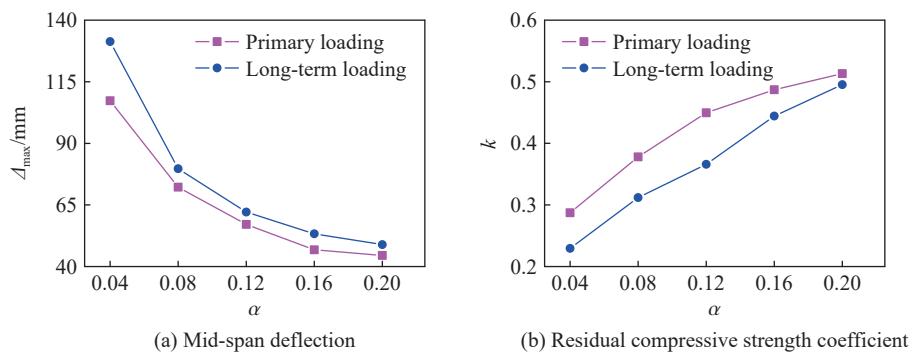 140
115
90
65
40
Δmax/mm
Primary loading
Long-term loading
0.04 0.08 0.12 0.16 0.20
α
(a) Mid-span deflection
0.6
0.5
0.4
0.3
0.2
k
Primary loading
Long-term loading
0.04 0.08 0.12 0.16 0.20
α
(b) Residual compressive strength coefficient